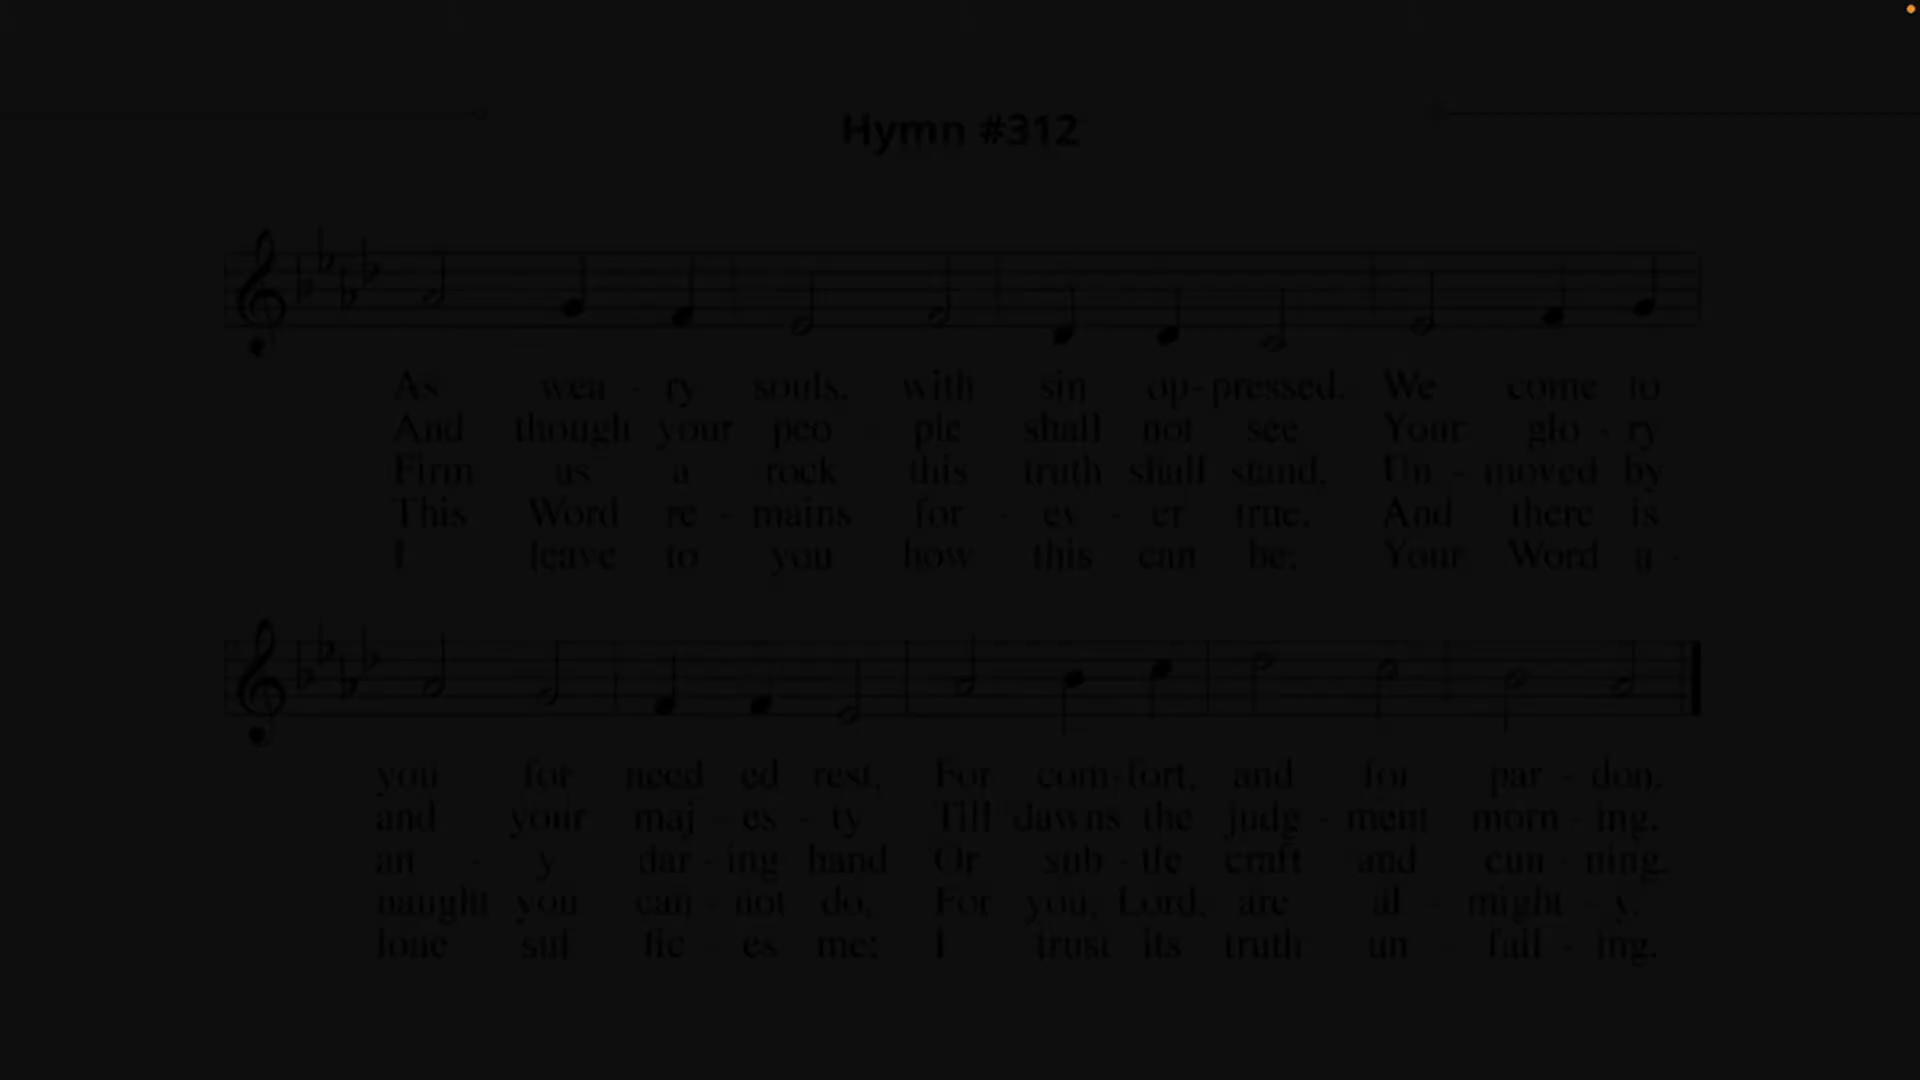 Hymn #312
As wea - ry souls, with sin op - pressed, We come to
And though your peo - ple shall not see Your glo - ry
Firm as a rock this truth shall stand, Un - moved by
This Word re - mains for - ev - er true, And there is
I leave to you how this can be; Your Word a -
you for need ed rest, For com - fort, and for par - don.
and your maj - es - ty Till dawns the judg - ment morn - ing.
an - y dar - ing hand Or sub - tle craft and cun - ning.
naught you can - not do, For you, Lord, are al - might - y.
lone suf fic - es me; I trust its truth un - fail - ing.